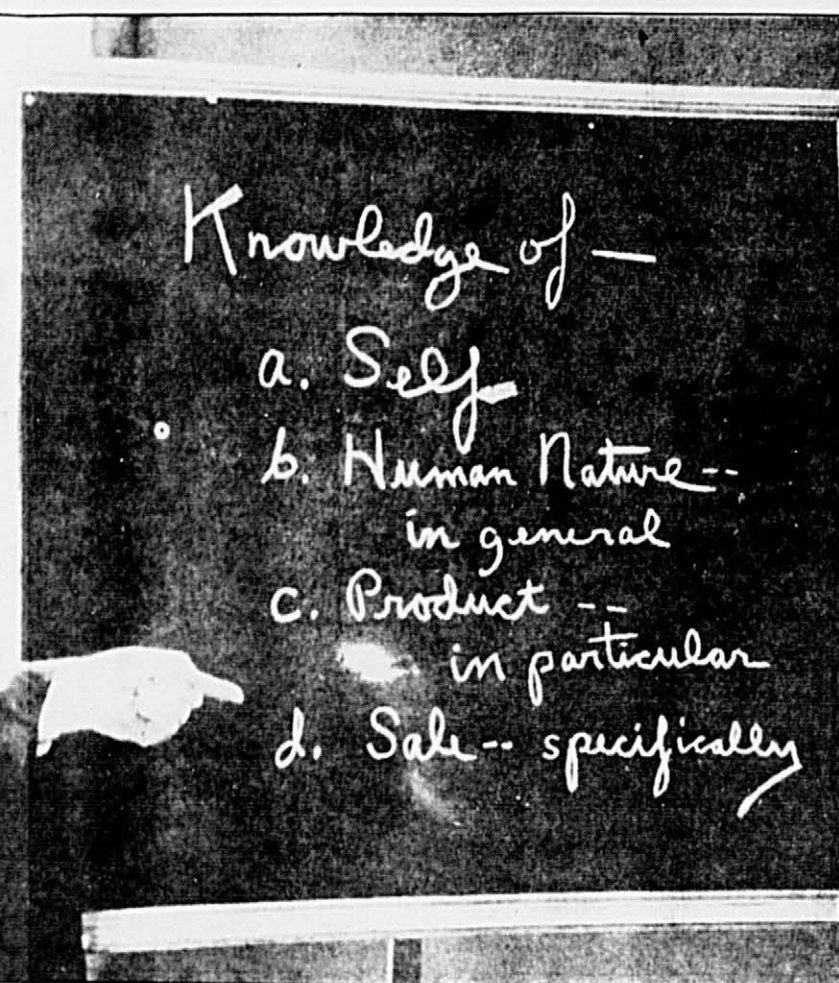 Knowledge of —
a. Self
b. Human Nature --
in general
c. Product --
in particular
d. Sale -- specifically